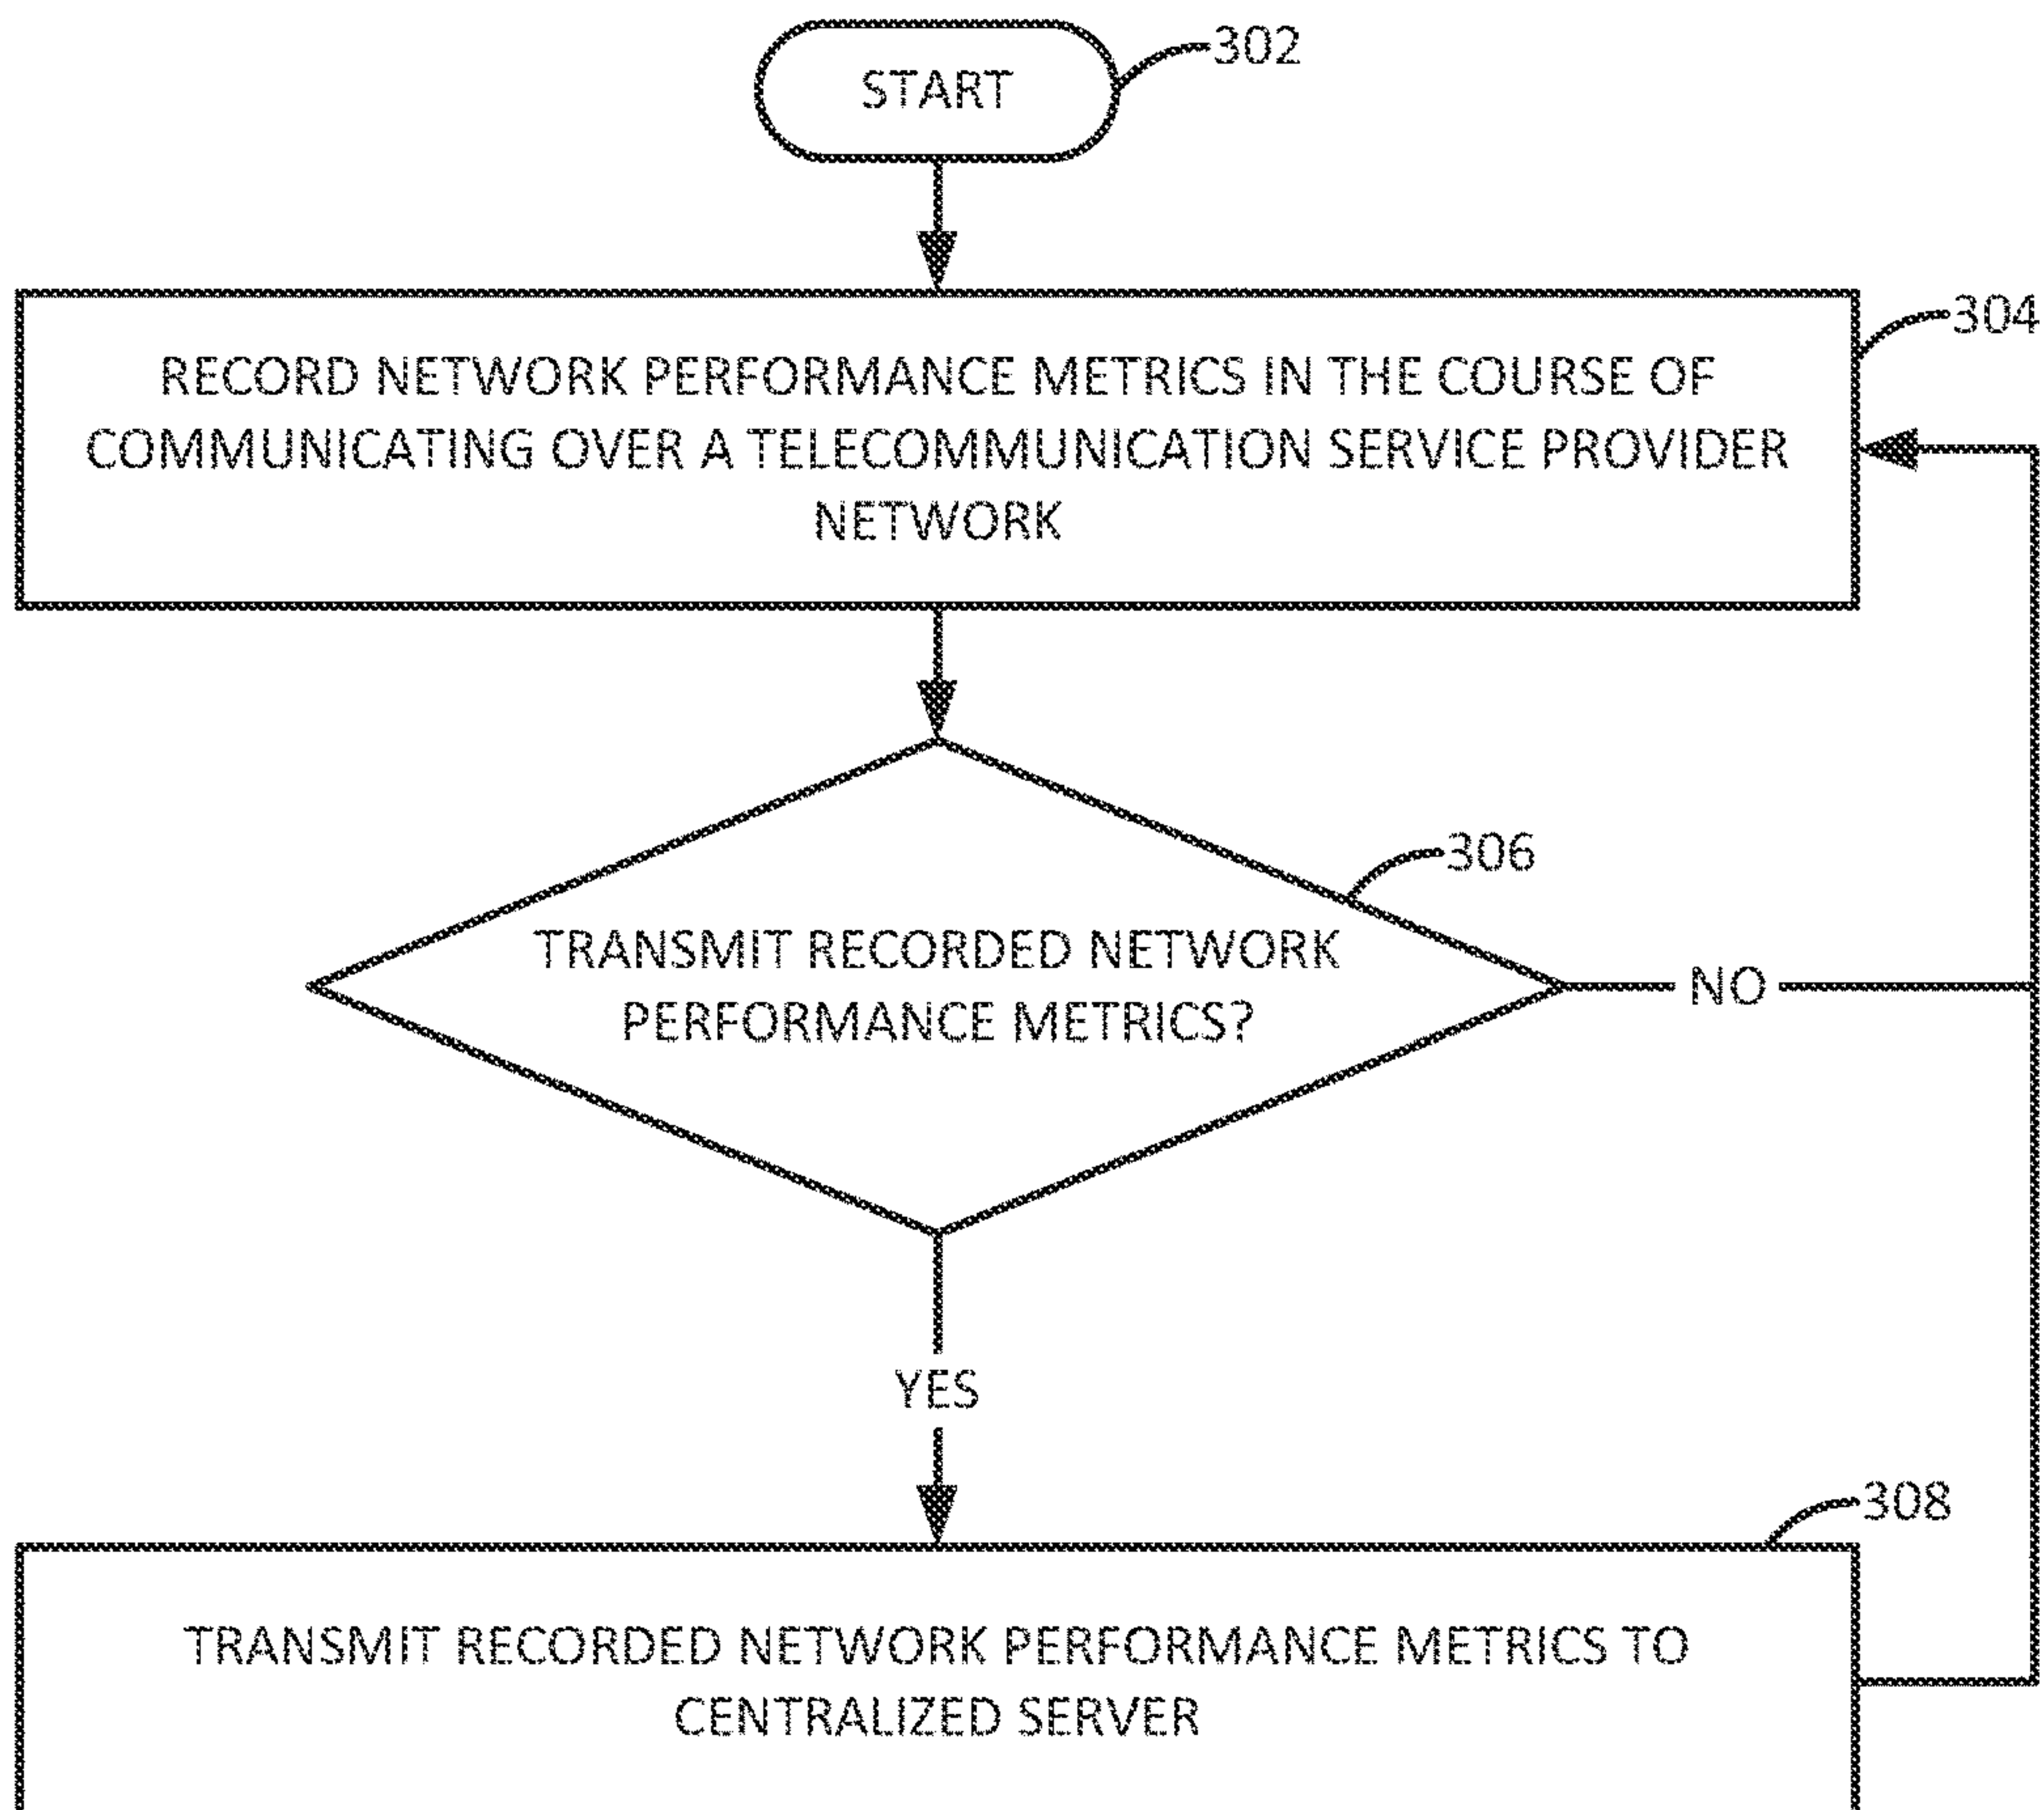 START
302
RECORD NETWORK PERFORMANCE METRICS IN THE COURSE OF
COMMUNICATING OVER A TELECOMMUNICATION SERVICE PROVIDER
NETWORK
304
306
TRANSMIT RECORDED NETWORK
PERFORMANCE METRICS?
NO
YES
308
TRANSMIT RECORDED NETWORK PERFORMANCE METRICS TO
CENTRALIZED SERVER